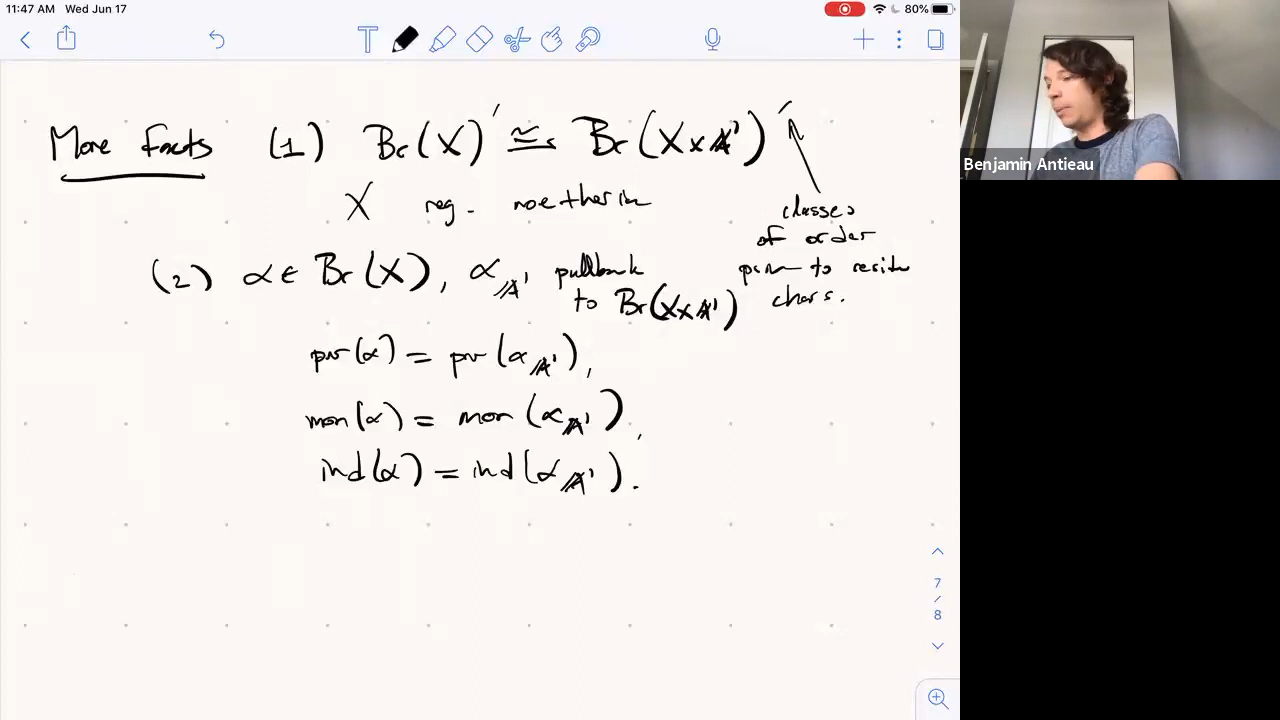 11:47 AM Wed Jun 17
80%
Benjamin Antieau
More Facts (1) Br(X)' ≅ Br(X×𝔸¹)'
X reg. noetherian
classes
of order
prime to residue
chars.
(2) α ∈ Br(X), α_𝔸¹ pullback
to Br(X×𝔸¹)
per(α) = per(α_𝔸¹),
mon(α) = mon(α_𝔸¹),
ind(α) = ind(α_𝔸¹).
7
/
8